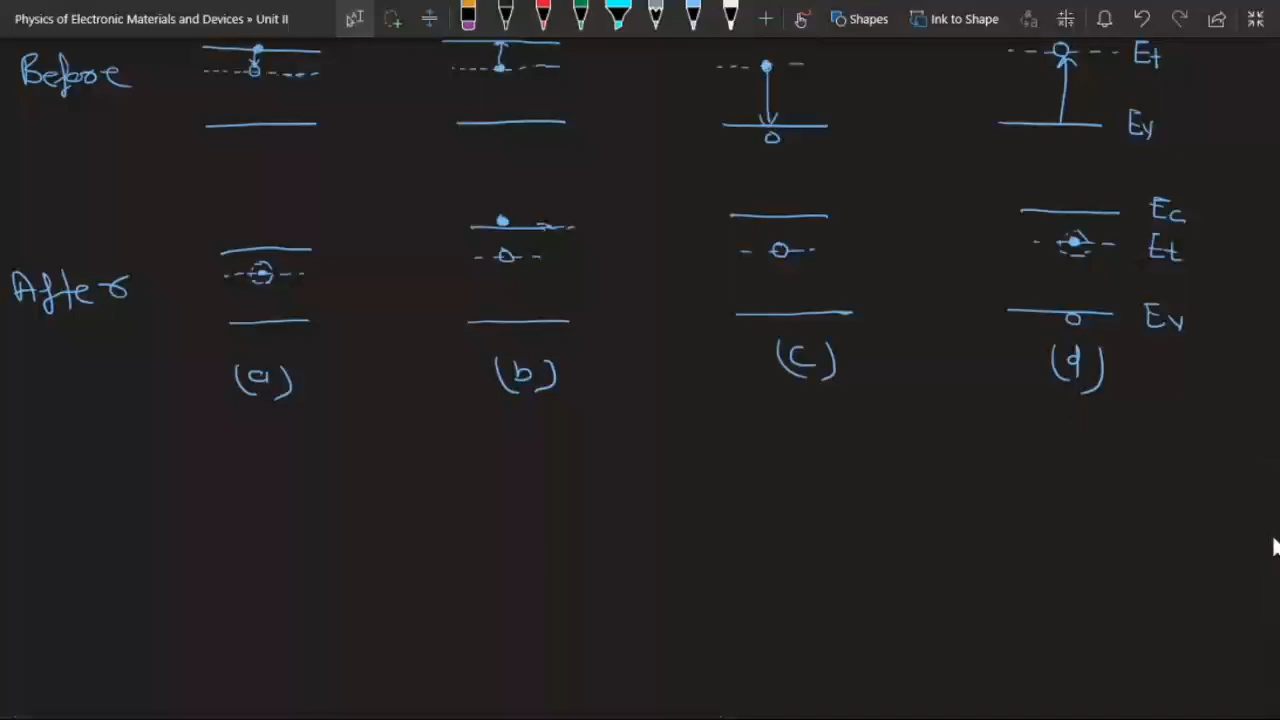 Physics of Electronic Materials and Devices » Unit II
Shapes
Ink to Shape
Before
Et
Ev
After
Ec
Et
Ev
(a) (b) (c) (d)